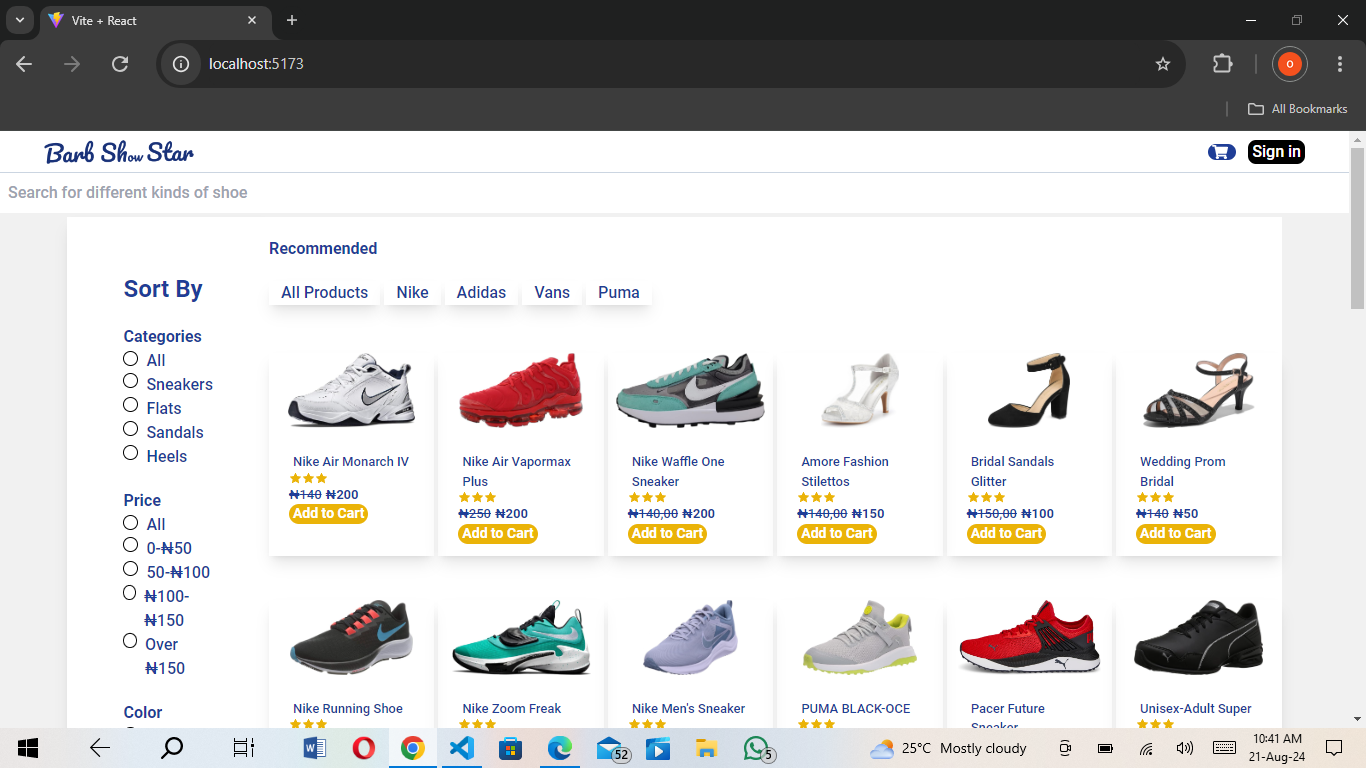 Vite + React
localhost:5173
o
All Bookmarks
Barb Show Star
Sign in
Search for different kinds of shoe
Recommended
Sort By
All Products Nike Adidas Vans Puma
Categories
All
Sneakers
Flats
Sandals
Heels
Price
All
0-₦50
50-₦100
₦100-
₦150
Over
₦150
Color
Nike Air Monarch IV
₦140 ₦200
Add to Cart
Nike Air Vapormax
Plus
₦250 ₦200
Add to Cart
Nike Waffle One
Sneaker
₦140,00 ₦200
Add to Cart
Amore Fashion
Stilettos
₦140,00 ₦150
Add to Cart
Bridal Sandals
Glitter
₦150,00 ₦100
Add to Cart
Wedding Prom
Bridal
₦140 ₦50
Add to Cart
Nike Running Shoe
Nike Zoom Freak
Nike Men's Sneaker
PUMA BLACK-OCE
Pacer Future
Sneaker
Unisex-Adult Super
52
5
25°C Mostly cloudy
10:41 AM
21-Aug-24